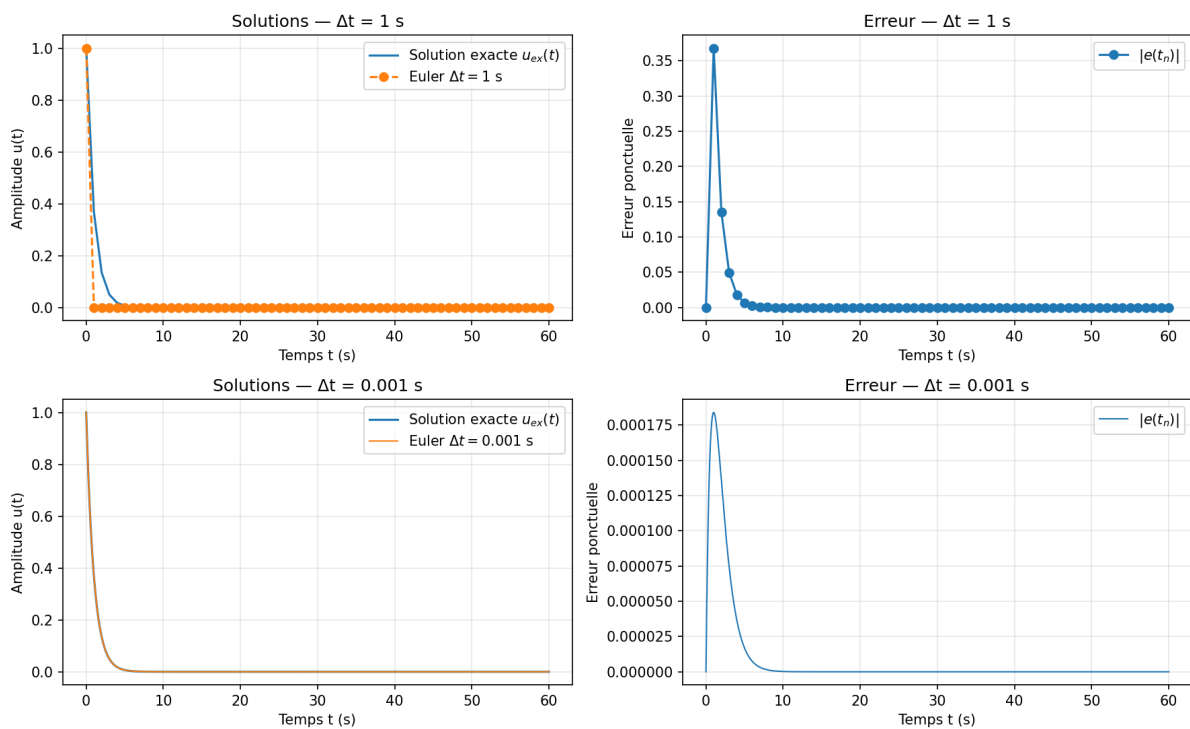 Solutions — Δt = 1 s
Amplitude u(t)
1.0
0.8
0.6
0.4
0.2
0.0
Solution exacte u_ex(t)
Euler Δt = 1 s
0 10 20 30 40 50 60
Temps t (s)
Erreur — Δt = 1 s
Erreur ponctuelle
0.35
0.30
0.25
0.20
0.15
0.10
0.05
0.00
|e(t_n)|
0 10 20 30 40 50 60
Temps t (s)
Solutions — Δt = 0.001 s
Amplitude u(t)
1.0
0.8
0.6
0.4
0.2
0.0
Solution exacte u_ex(t)
Euler Δt = 0.001 s
0 10 20 30 40 50 60
Temps t (s)
Erreur — Δt = 0.001 s
Erreur ponctuelle
0.000175
0.000150
0.000125
0.000100
0.000075
0.000050
0.000025
0.000000
|e(t_n)|
0 10 20 30 40 50 60
Temps t (s)